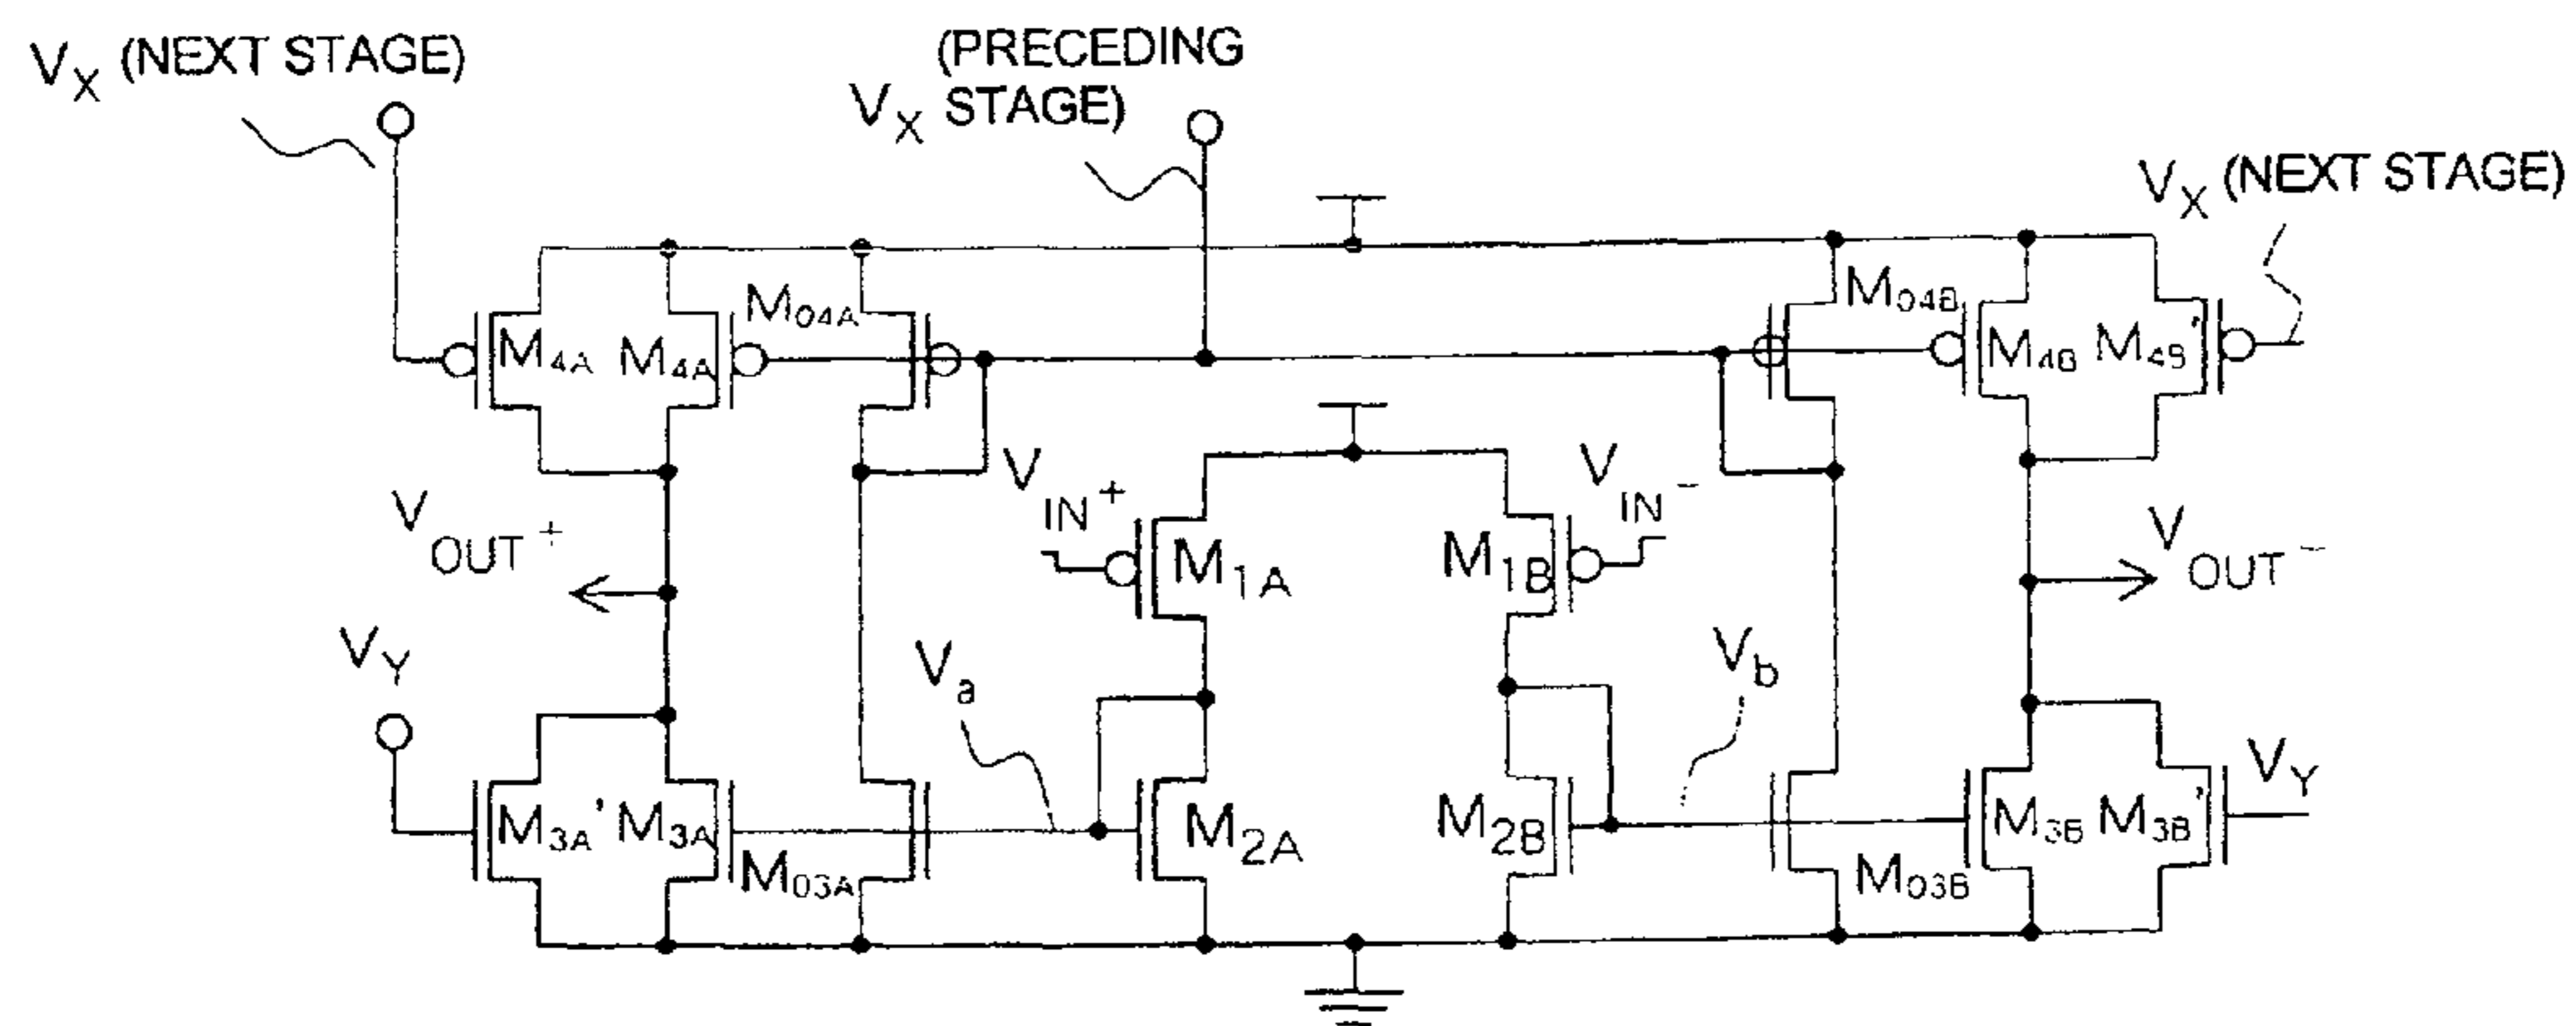 VX (NEXT STAGE)
(PRECEDING
VX STAGE)
VX (NEXT STAGE)
M04A
M04B
M4A
M4A
M4B
M4B'
VIN+
VIN-
VOUT+
M1A
M1B
VOUT-
VY
Va
Vb
VY
M3A'
M3A
M03A
M2A
M2B
M03B
M3B
M3B'